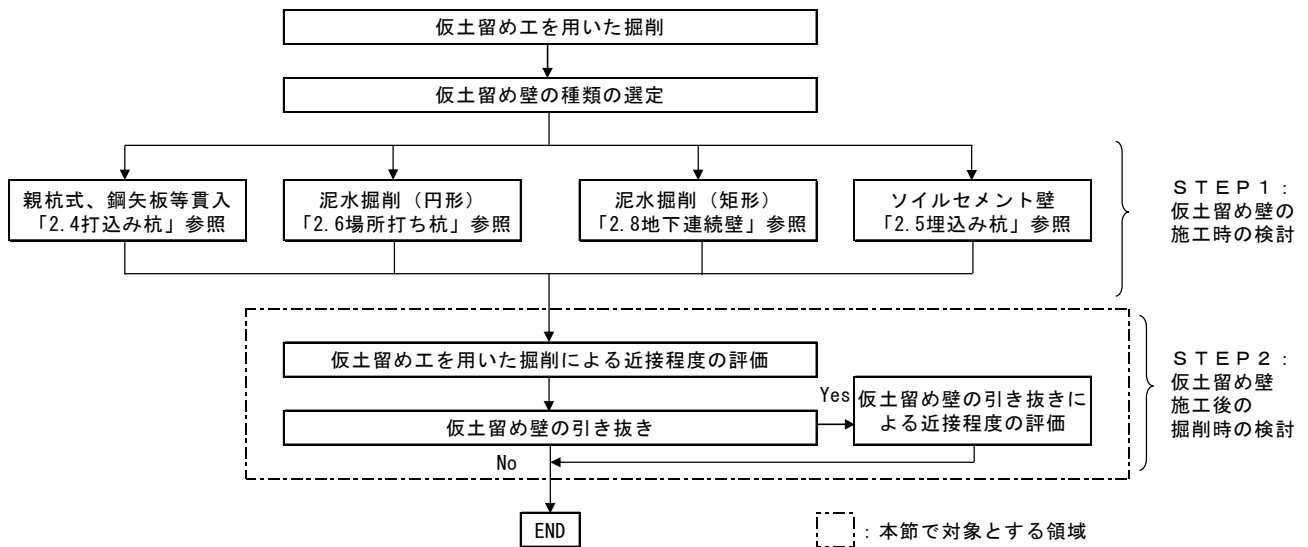 仮土留め工を用いた掘削
仮土留め壁の種類の選定
親杭式、鋼矢板等貫入
「2.4打込み杭」参照
泥水掘削（円形）
「2.6場所打ち杭」参照
泥水掘削（矩形）
「2.8地下連続壁」参照
ソイルセメント壁
「2.5埋込み杭」参照
ＳＴＥＰ１：
仮土留め壁の
施工時の検討
仮土留め工を用いた掘削による近接程度の評価
仮土留め壁の引き抜き
Yes
仮土留め壁の引き抜きに
よる近接程度の評価
No
ＳＴＥＰ２：
仮土留め壁
施工後の
掘削時の検討
END
：本節で対象とする領域